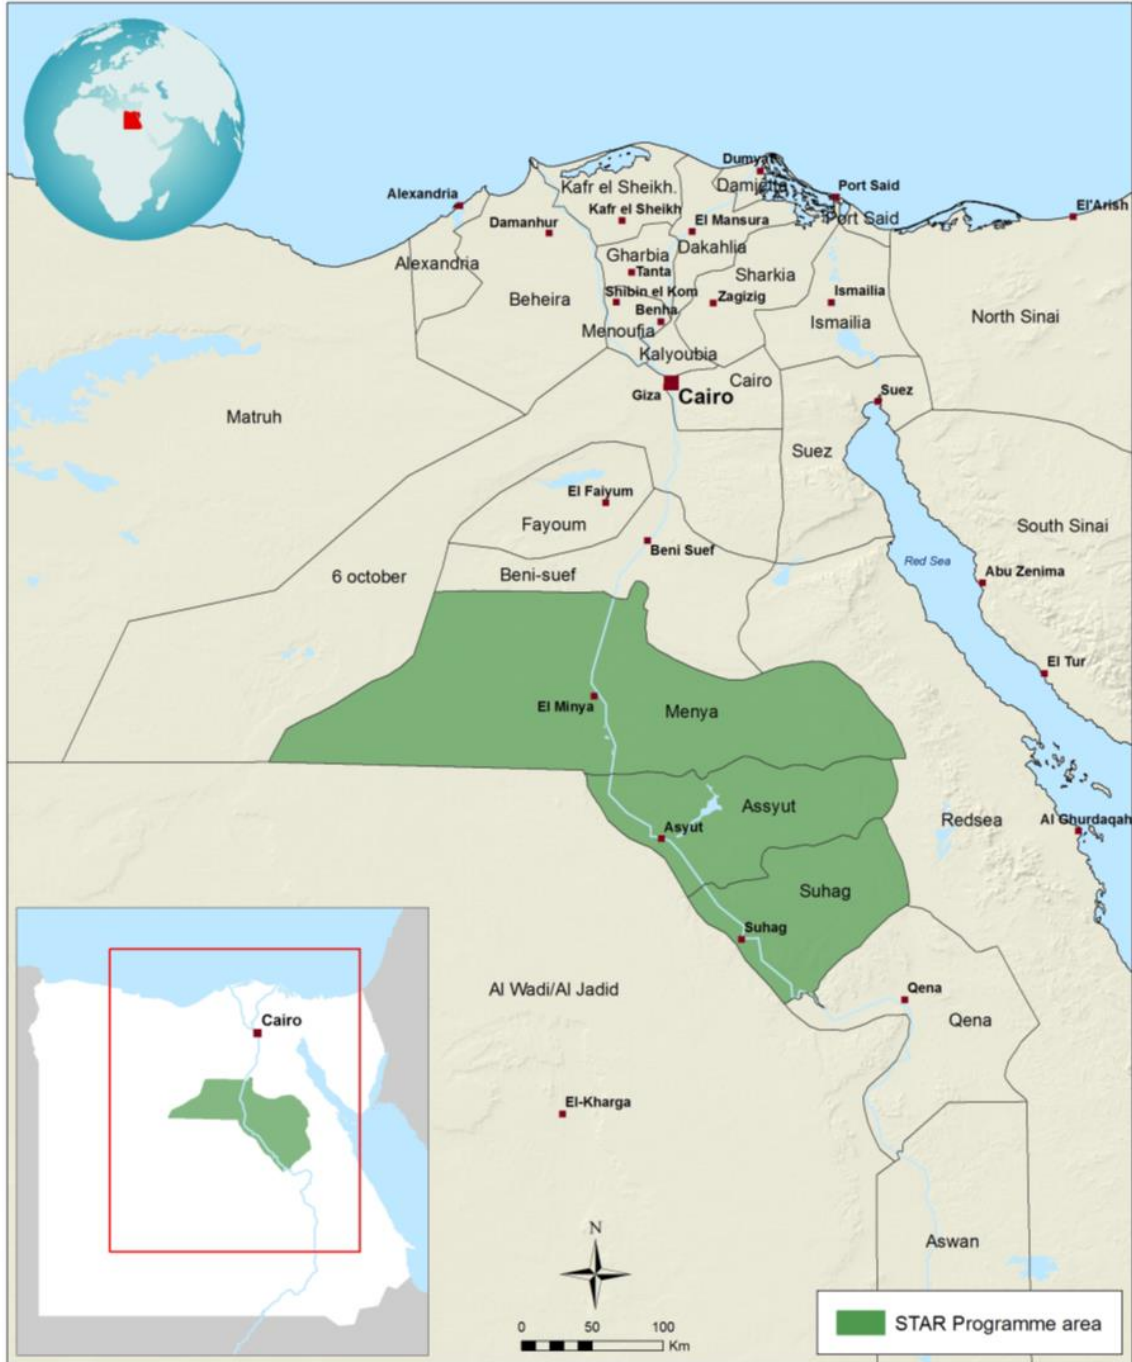 Dumyat
Damietta
Kafr el Sheikh.
Port Said
Alexandria
Kafr el Sheikh
El Mansura
Port Said
El'Arish
Damanhur
Dakahlia
Gharbia
Alexandria
Tanta
Sharkia
Beheira
Shibin el Kom
Zagizig
Ismailia
Benha
Menoufia
Ismailia
North Sinai
Kalyoubia
Cairo
Giza
Cairo
Suez
Matruh
Suez
El Faiyum
Fayoum
South Sinai
Beni Suef
Red Sea
6 october
Beni-suef
Abu Zenima
El Tur
El Minya
Menya
Assyut
Asyut
Redsea
Al Ghurdaqah
Suhag
Suhag
Al Wadi/Al Jadid
Qena
Qena
Cairo
El-Kharga
N
Aswan
0 50 100
Km
STAR Programme area